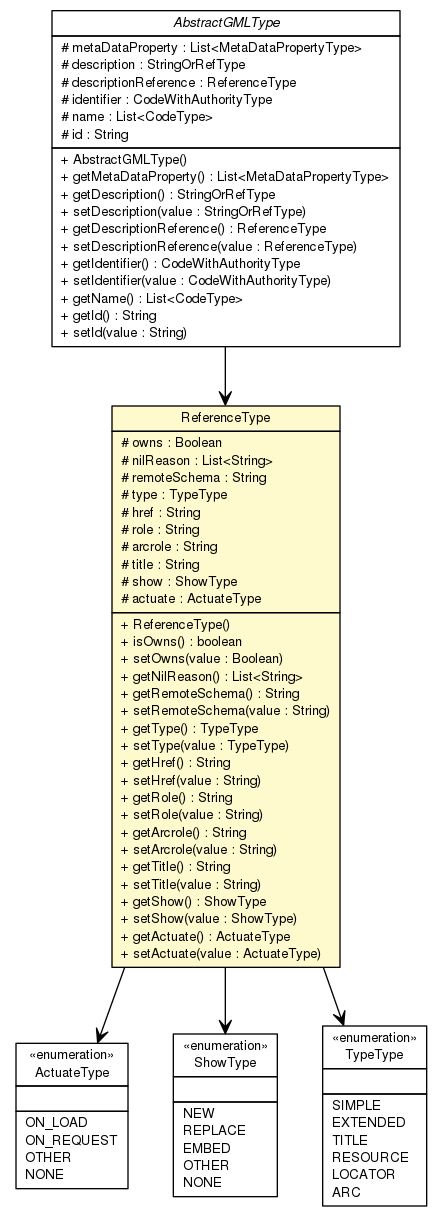 AbstractGMLType
# metaDataProperty : List<MetaDataPropertyType>
# description : StringOrRefType
# descriptionReference : ReferenceType
# identifier : CodeWithAuthorityType
# name : List<CodeType>
# id : String
+ AbstractGMLType()
+ getMetaDataProperty() : List<MetaDataPropertyType>
+ getDescription() : StringOrRefType
+ setDescription(value : StringOrRefType)
+ getDescriptionReference() : ReferenceType
+ setDescriptionReference(value : ReferenceType)
+ getIdentifier() : CodeWithAuthorityType
+ setIdentifier(value : CodeWithAuthorityType)
+ getName() : List<CodeType>
+ getId() : String
+ setId(value : String)
ReferenceType
# owns : Boolean
# nilReason : List<String>
# remoteSchema : String
# type : TypeType
# href : String
# role : String
# arcrole : String
# title : String
# show : ShowType
# actuate : ActuateType
+ ReferenceType()
+ isOwns() : boolean
+ setOwns(value : Boolean)
+ getNilReason() : List<String>
+ getRemoteSchema() : String
+ setRemoteSchema(value : String)
+ getType() : TypeType
+ setType(value : TypeType)
+ getHref() : String
+ setHref(value : String)
+ getRole() : String
+ setRole(value : String)
+ getArcrole() : String
+ setArcrole(value : String)
+ getTitle() : String
+ setTitle(value : String)
+ getShow() : ShowType
+ setShow(value : ShowType)
+ getActuate() : ActuateType
+ setActuate(value : ActuateType)
«enumeration»
ActuateType
ON_LOAD
ON_REQUEST
OTHER
NONE
«enumeration»
ShowType
NEW
REPLACE
EMBED
OTHER
NONE
«enumeration»
TypeType
SIMPLE
EXTENDED
TITLE
RESOURCE
LOCATOR
ARC